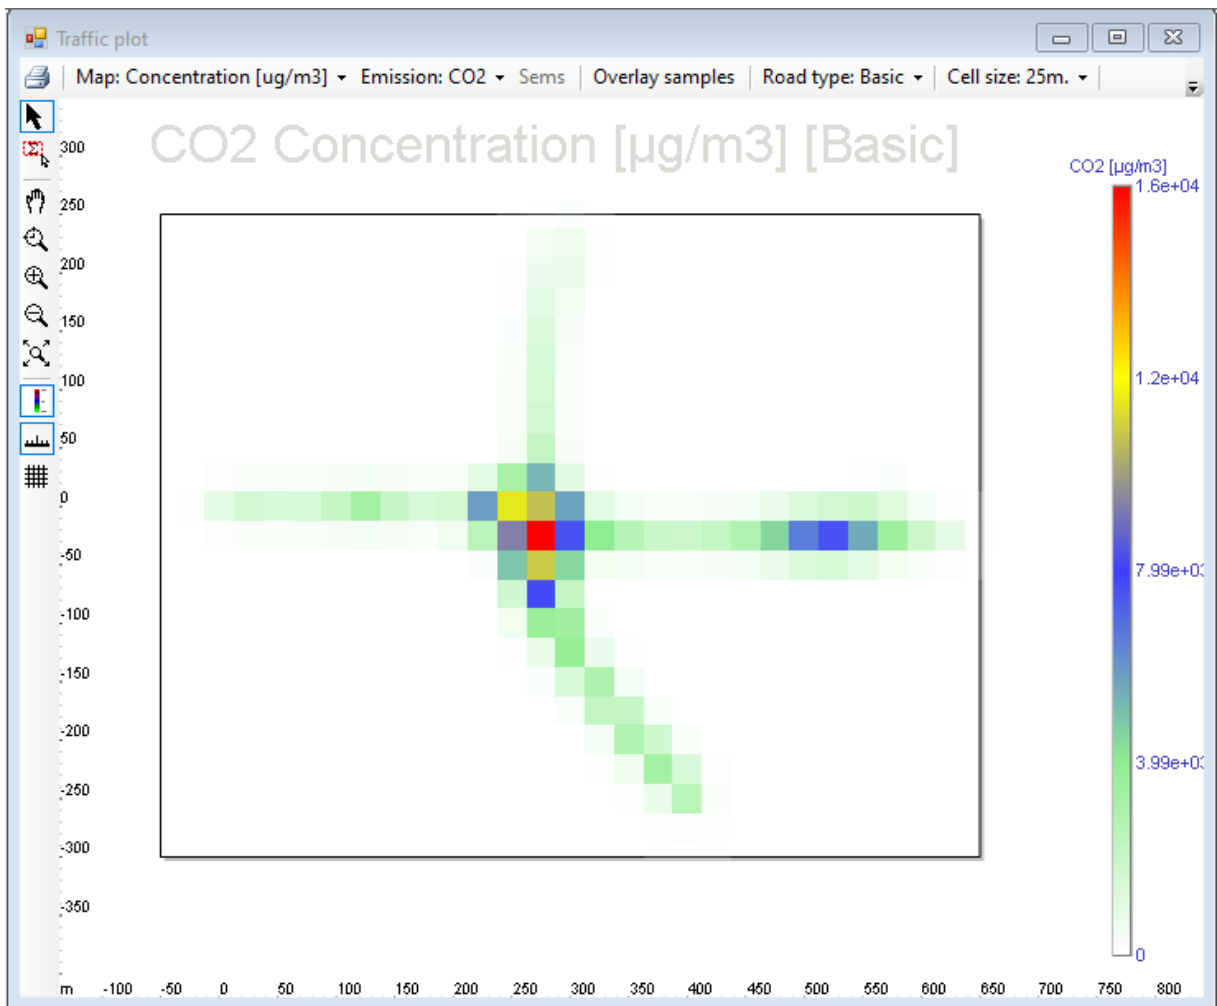 Traffic plot
Map: Concentration [ug/m3] Emission: CO2 Sems Overlay samples Road type: Basic Cell size: 25m.
CO2 Concentration [µg/m3] [Basic]
CO2 [µg/m3]
1.6e+04
1.2e+04
7.99e+03
3.99e+03
0
300
250
200
150
100
50
0
-50
-100
-150
-200
-250
-300
-350
m -100 -50 0 50 100 150 200 250 300 350 400 450 500 550 600 650 700 750 800